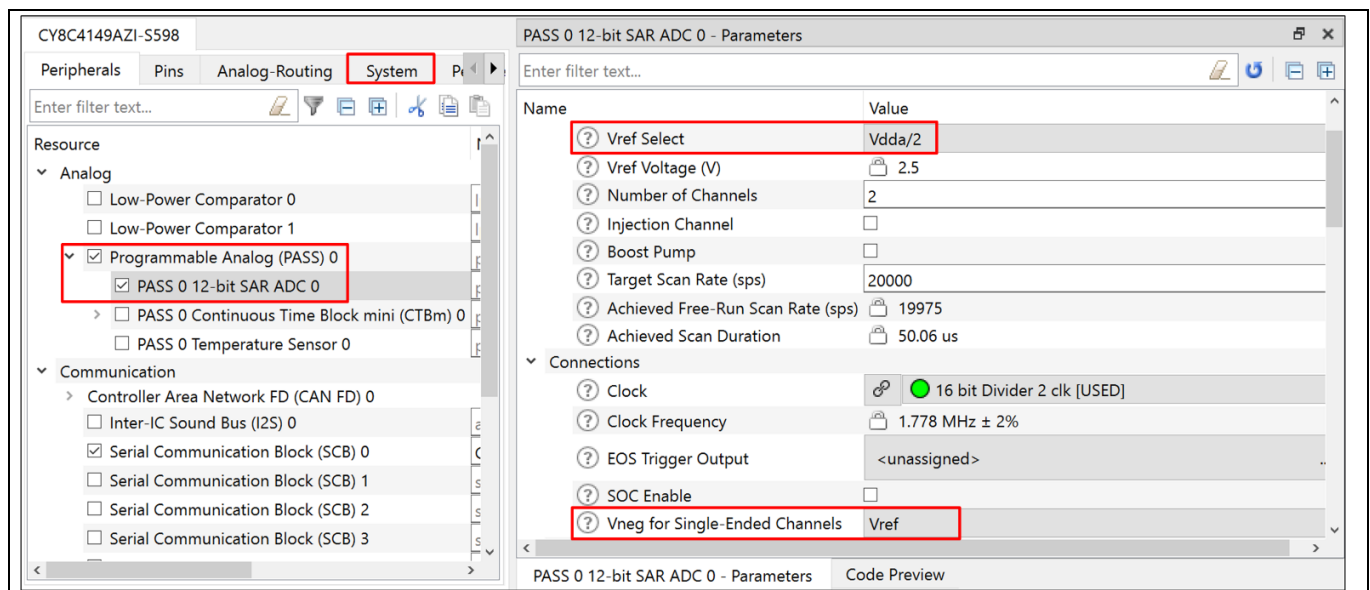 CY8C4149AZI-S598
Peripherals Pins Analog-Routing System
Enter filter text...
Resource
Analog
Low-Power Comparator 0
Low-Power Comparator 1
Programmable Analog (PASS) 0
PASS 0 12-bit SAR ADC 0
PASS 0 Continuous Time Block mini (CTBm) 0
PASS 0 Temperature Sensor 0
Communication
Controller Area Network FD (CAN FD) 0
Inter-IC Sound Bus (I2S) 0
Serial Communication Block (SCB) 0
Serial Communication Block (SCB) 1
Serial Communication Block (SCB) 2
Serial Communication Block (SCB) 3
PASS 0 12-bit SAR ADC 0 - Parameters
Enter filter text...
Name Value
Vref Select Vdda/2
Vref Voltage (V) 2.5
Number of Channels 2
Injection Channel
Boost Pump
Target Scan Rate (sps) 20000
Achieved Free-Run Scan Rate (sps) 19975
Achieved Scan Duration 50.06 us
Connections
Clock 16 bit Divider 2 clk [USED]
Clock Frequency 1.778 MHz ± 2%
EOS Trigger Output <unassigned> ..
SOC Enable
Vneg for Single-Ended Channels Vref
PASS 0 12-bit SAR ADC 0 - Parameters Code Preview